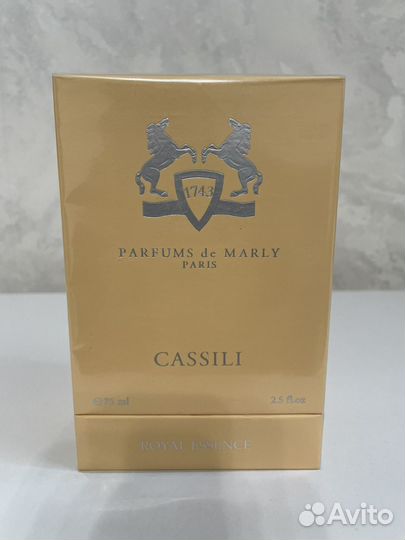 1743
PARFUMS de MARLY
PARIS
CASSILI
℮75 ml 2.5 fl.oz
ROYAL ESSENCE
Avito